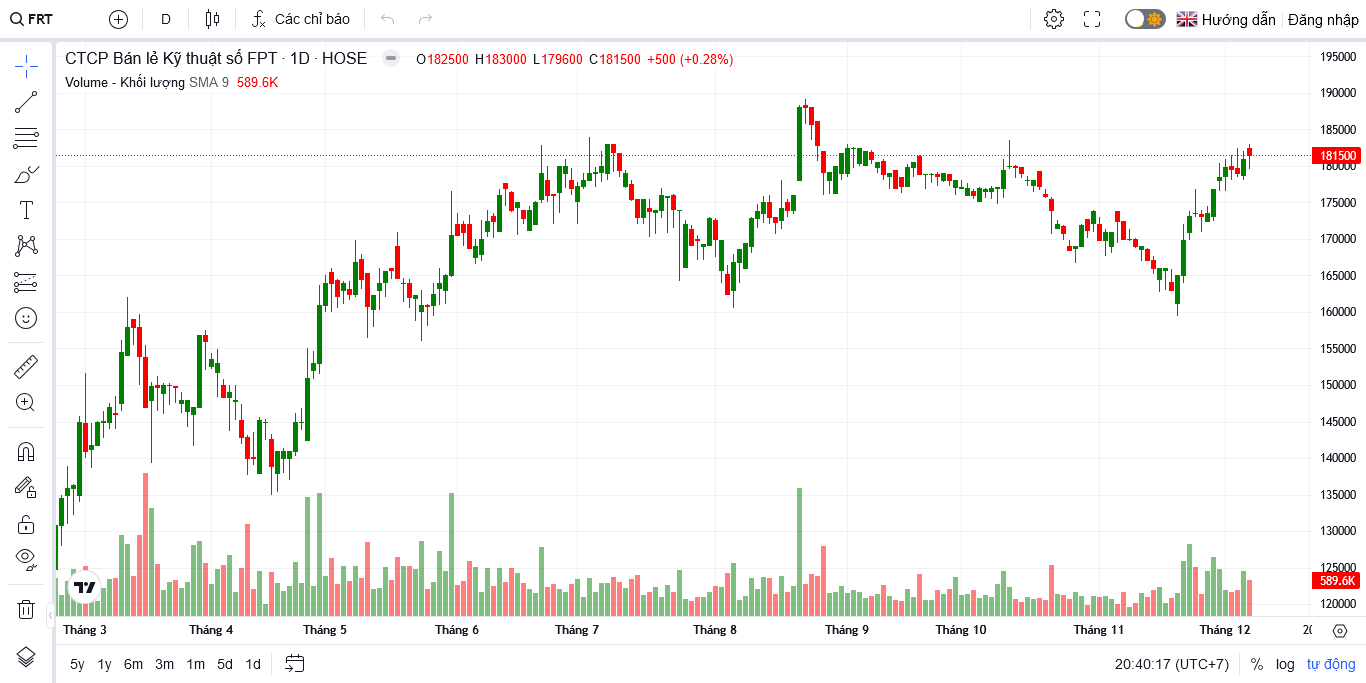 FRT D Các chỉ báo Hướng dẫn Đăng nhập
CTCP Bán lẻ Kỹ thuật số FPT · 1D · HOSE O182500 H183000 L179600 C181500 +500 (+0.28%)
Volume - Khối lượng SMA 9 589.6K
195000
190000
185000
181500
180000
175000
170000
165000
160000
155000
150000
145000
140000
135000
130000
125000
589.6K
120000
Tháng 3 Tháng 4 Tháng 5 Tháng 6 Tháng 7 Tháng 8 Tháng 9 Tháng 10 Tháng 11 Tháng 12
5y 1y 6m 3m 1m 5d 1d 20:40:17 (UTC+7) % log tự động